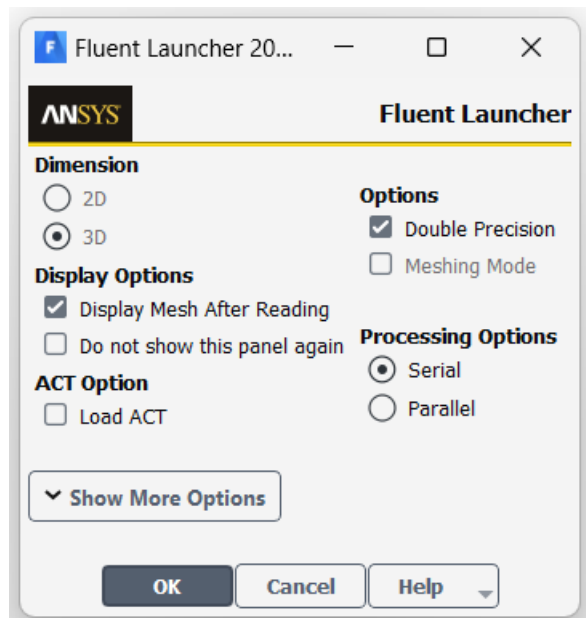 Fluent Launcher 20...
ANSYS
Fluent Launcher
Dimension
2D
3D
Display Options
Display Mesh After Reading
Do not show this panel again
ACT Option
Load ACT
Options
Double Precision
Meshing Mode
Processing Options
Serial
Parallel
Show More Options
OK
Cancel
Help